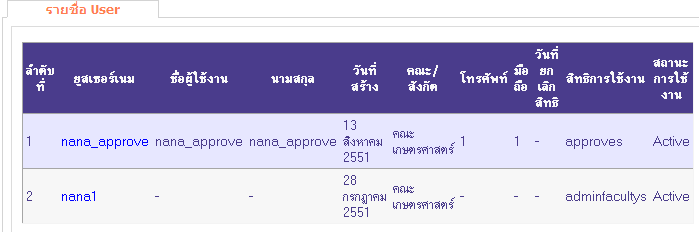 รายชื่อ User
ลำดับที่ ยูสเซอร์เนม ชื่อผู้ใช้งาน นามสกุล วันที่สร้าง คณะ/สังกัด โทรศัพท์ มือถือ วันที่ยกเลิกสิทธิ สิทธิการใช้งาน สถานะการใช้งาน
1 nana_approve nana_approve nana_approve 13 สิงหาคม 2551 คณะเกษตรศาสตร์ 1 1 - approves Active
2 nana1 - - 28 กรกฎาคม 2551 คณะเกษตรศาสตร์ - - - adminfacultys Active